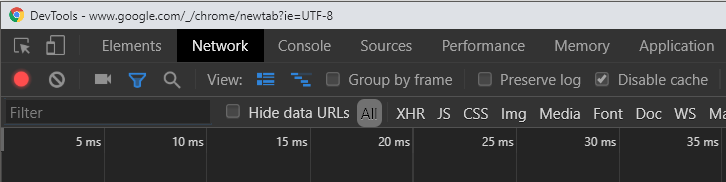 DevTools - www.google.com/_/chrome/newtab?ie=UTF-8
Elements Network Console Sources Performance Memory Application
View: Group by frame Preserve log Disable cache
Filter Hide data URLs All XHR JS CSS Img Media Font Doc WS Ma
5 ms 10 ms 15 ms 20 ms 25 ms 30 ms 35 ms